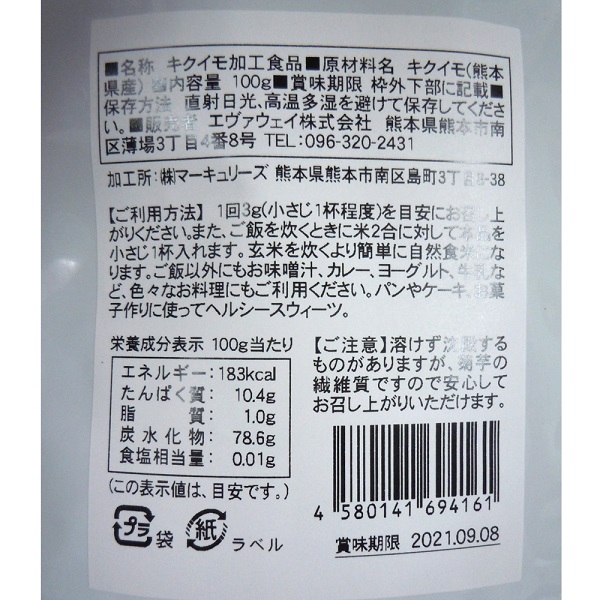 ■名称 キクイモ加工食品■原材料名 キクイモ(熊本
県産)■内容量 100g■賞味期限 枠外下部に記載■
保存方法 直射日光、高温多湿を避けて保存してくださ
い。■販売者 エヴァウェイ株式会社 熊本県熊本市南
区薄場3丁目4番8号 TEL:096-320-2431
加工所:㈱マーキュリーズ 熊本県熊本市南区島町3丁目8-38
【ご利用方法】 1回3g(小さじ1杯程度)を目安にお召し上
がりください。また、ご飯を炊くときに米2合に対して本品を
小さじ1杯入れます。玄米を炊くより簡単に自然食米にな
ります。ご飯以外にもお味噌汁、カレー、ヨーグルト、牛乳な
ど、色々なお料理にもご利用ください。パンやケーキ、お菓
子作りに使ってヘルシースウィーツ。
栄養成分表示 100g当たり
エネルギー:183kcal
たんぱく質: 10.4g
脂 質: 1.0g
炭水化物: 78.6g
食塩相当量: 0.01g
(この表示値は、目安です。)
【ご注意】溶けず沈殿する
ものがありますが、菊芋の
繊維質ですので安心して
お召し上がりいただけます。
4 580141 694161
プラ 袋 紙 ラベル
賞味期限 2021.09.08